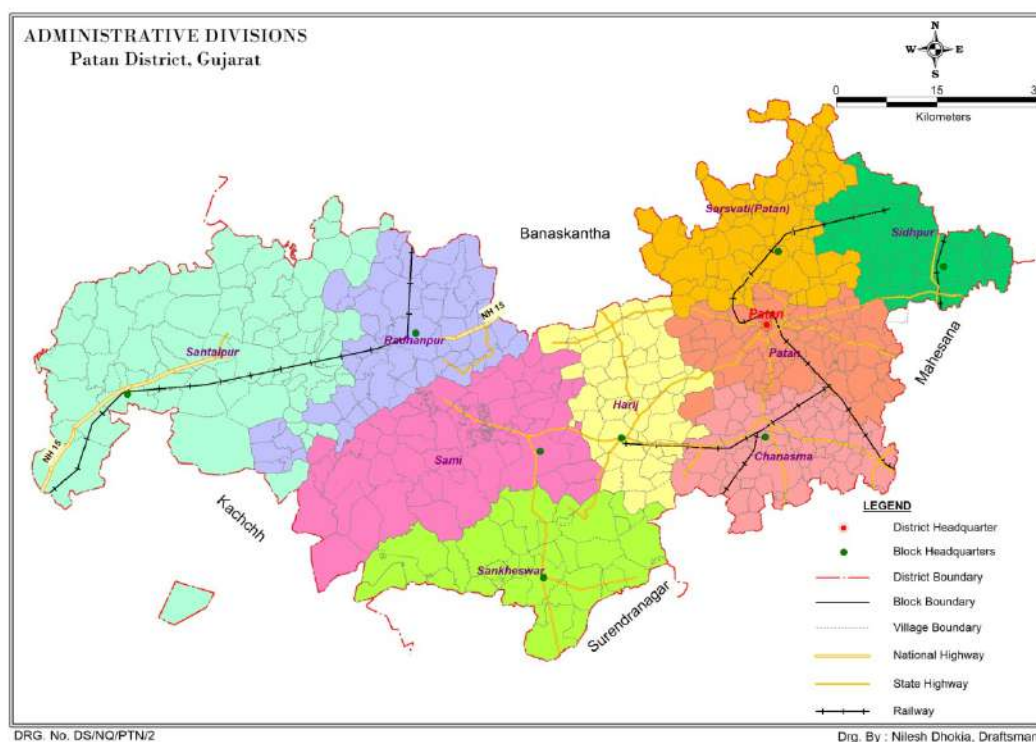 ADMINISTRATIVE DIVISIONS
Patan District, Gujarat
N
W E
S
0 15 3
Kilometers
Banaskantha
Sarsvati(Patan)
Sidhpur
NH 15
Patan
Radhanpur
Santalpur
Patan
Mahesana
Harij
NH 15
Sami
Chanasma
Kachchh
Sankheswar
Surendranagar
LEGEND
District Headquarter
Block Headquarters
District Boundary
Block Boundary
Village Boundary
National Highway
State Highway
Railway
DRG. No. DS/NQ/PTN/2
Drg. By : Nilesh Dhokia, Draftsman